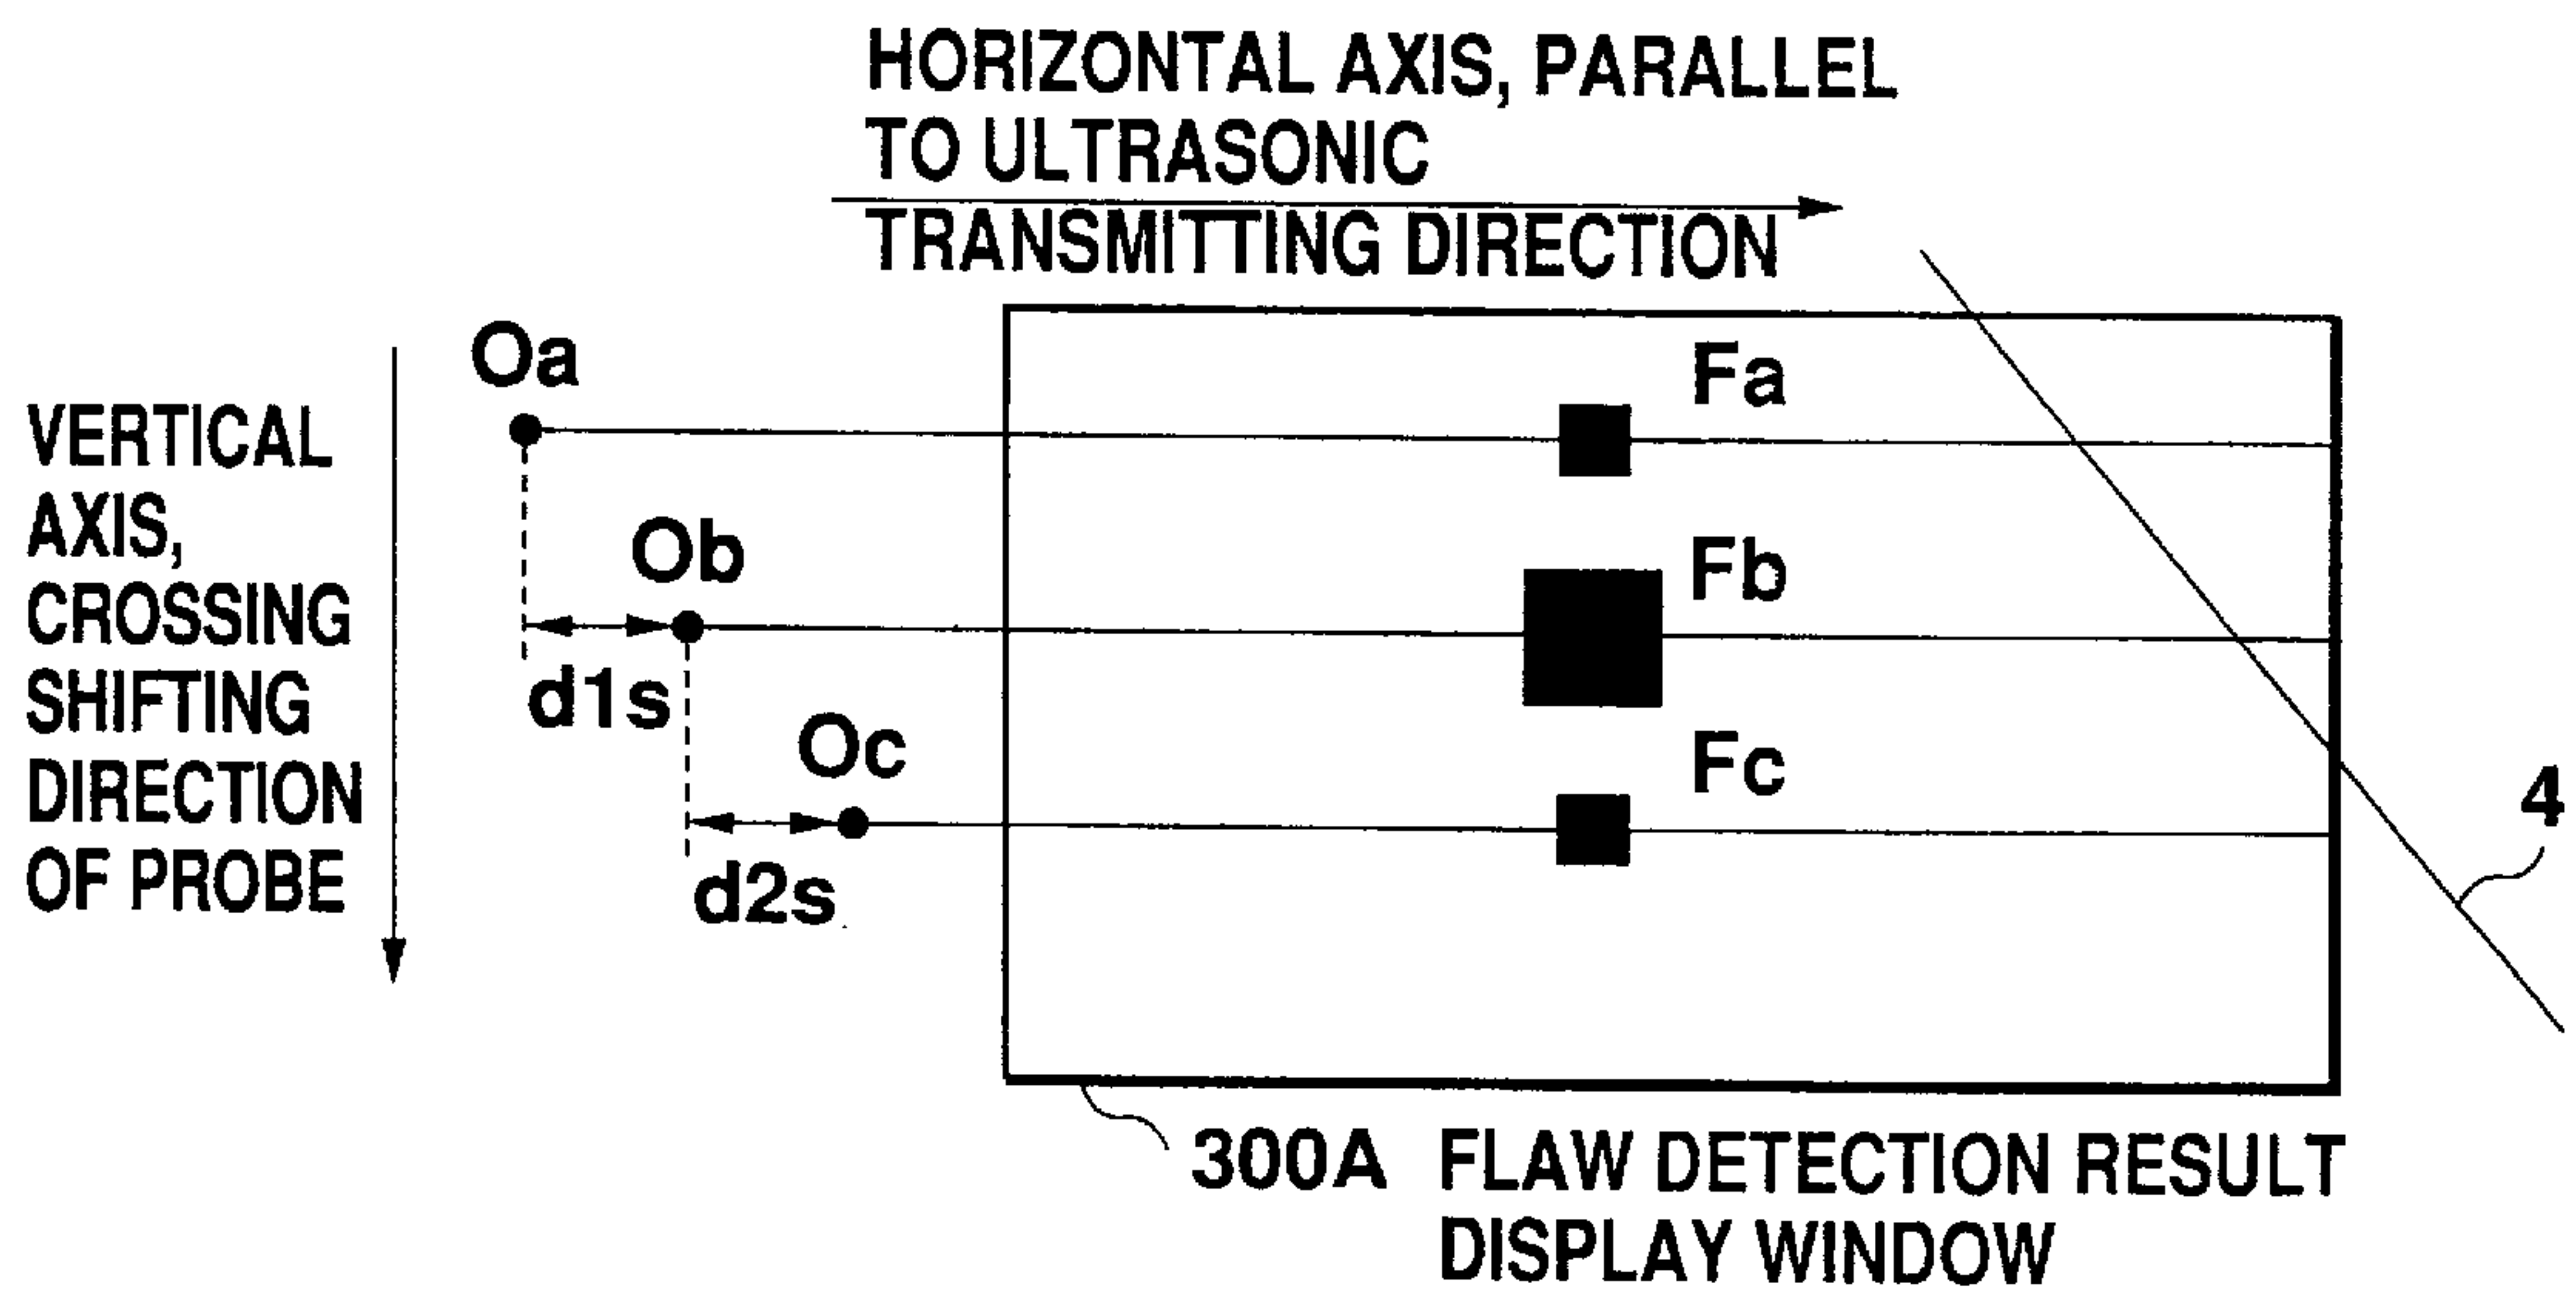 HORIZONTAL AXIS, PARALLEL
TO ULTRASONIC
TRANSMITTING DIRECTION
Oa
Fa
VERTICAL
AXIS,
CROSSING
SHIFTING
DIRECTION
OF PROBE
Ob
Fb
d1s
Oc
Fc
4
d2s
300A FLAW DETECTION RESULT
DISPLAY WINDOW